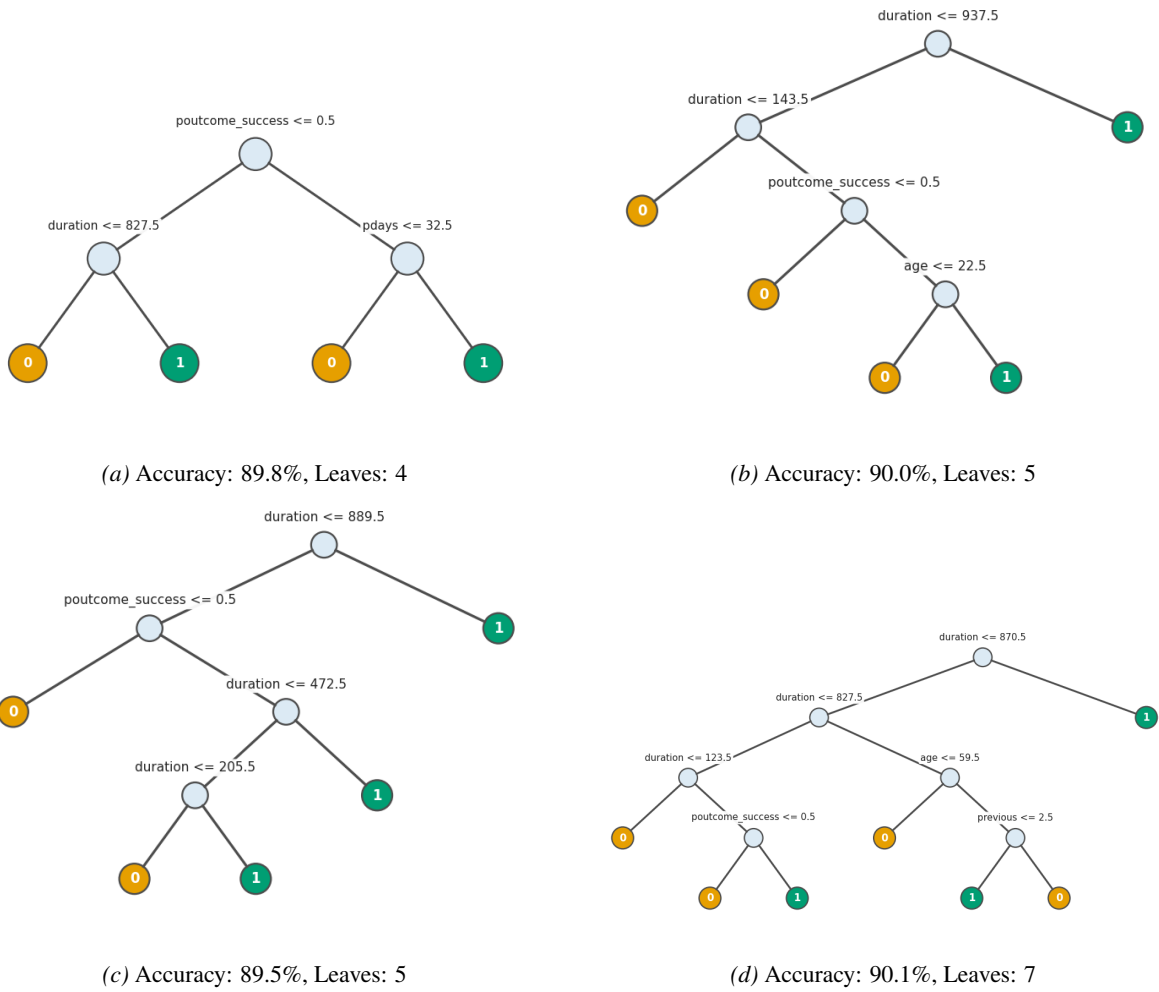 poutcome_success <= 0.5
duration <= 827.5
pdays <= 32.5
0
1
0
1
(a) Accuracy: 89.8%, Leaves: 4
duration <= 937.5
duration <= 143.5
1
poutcome_success <= 0.5
0
age <= 22.5
0
0
1
(b) Accuracy: 90.0%, Leaves: 5
duration <= 889.5
poutcome_success <= 0.5
1
duration <= 472.5
0
duration <= 205.5
1
0
1
(c) Accuracy: 89.5%, Leaves: 5
duration <= 870.5
duration <= 827.5
1
duration <= 123.5
age <= 59.5
poutcome_success <= 0.5
previous <= 2.5
0
0
0
1
1
0
(d) Accuracy: 90.1%, Leaves: 7